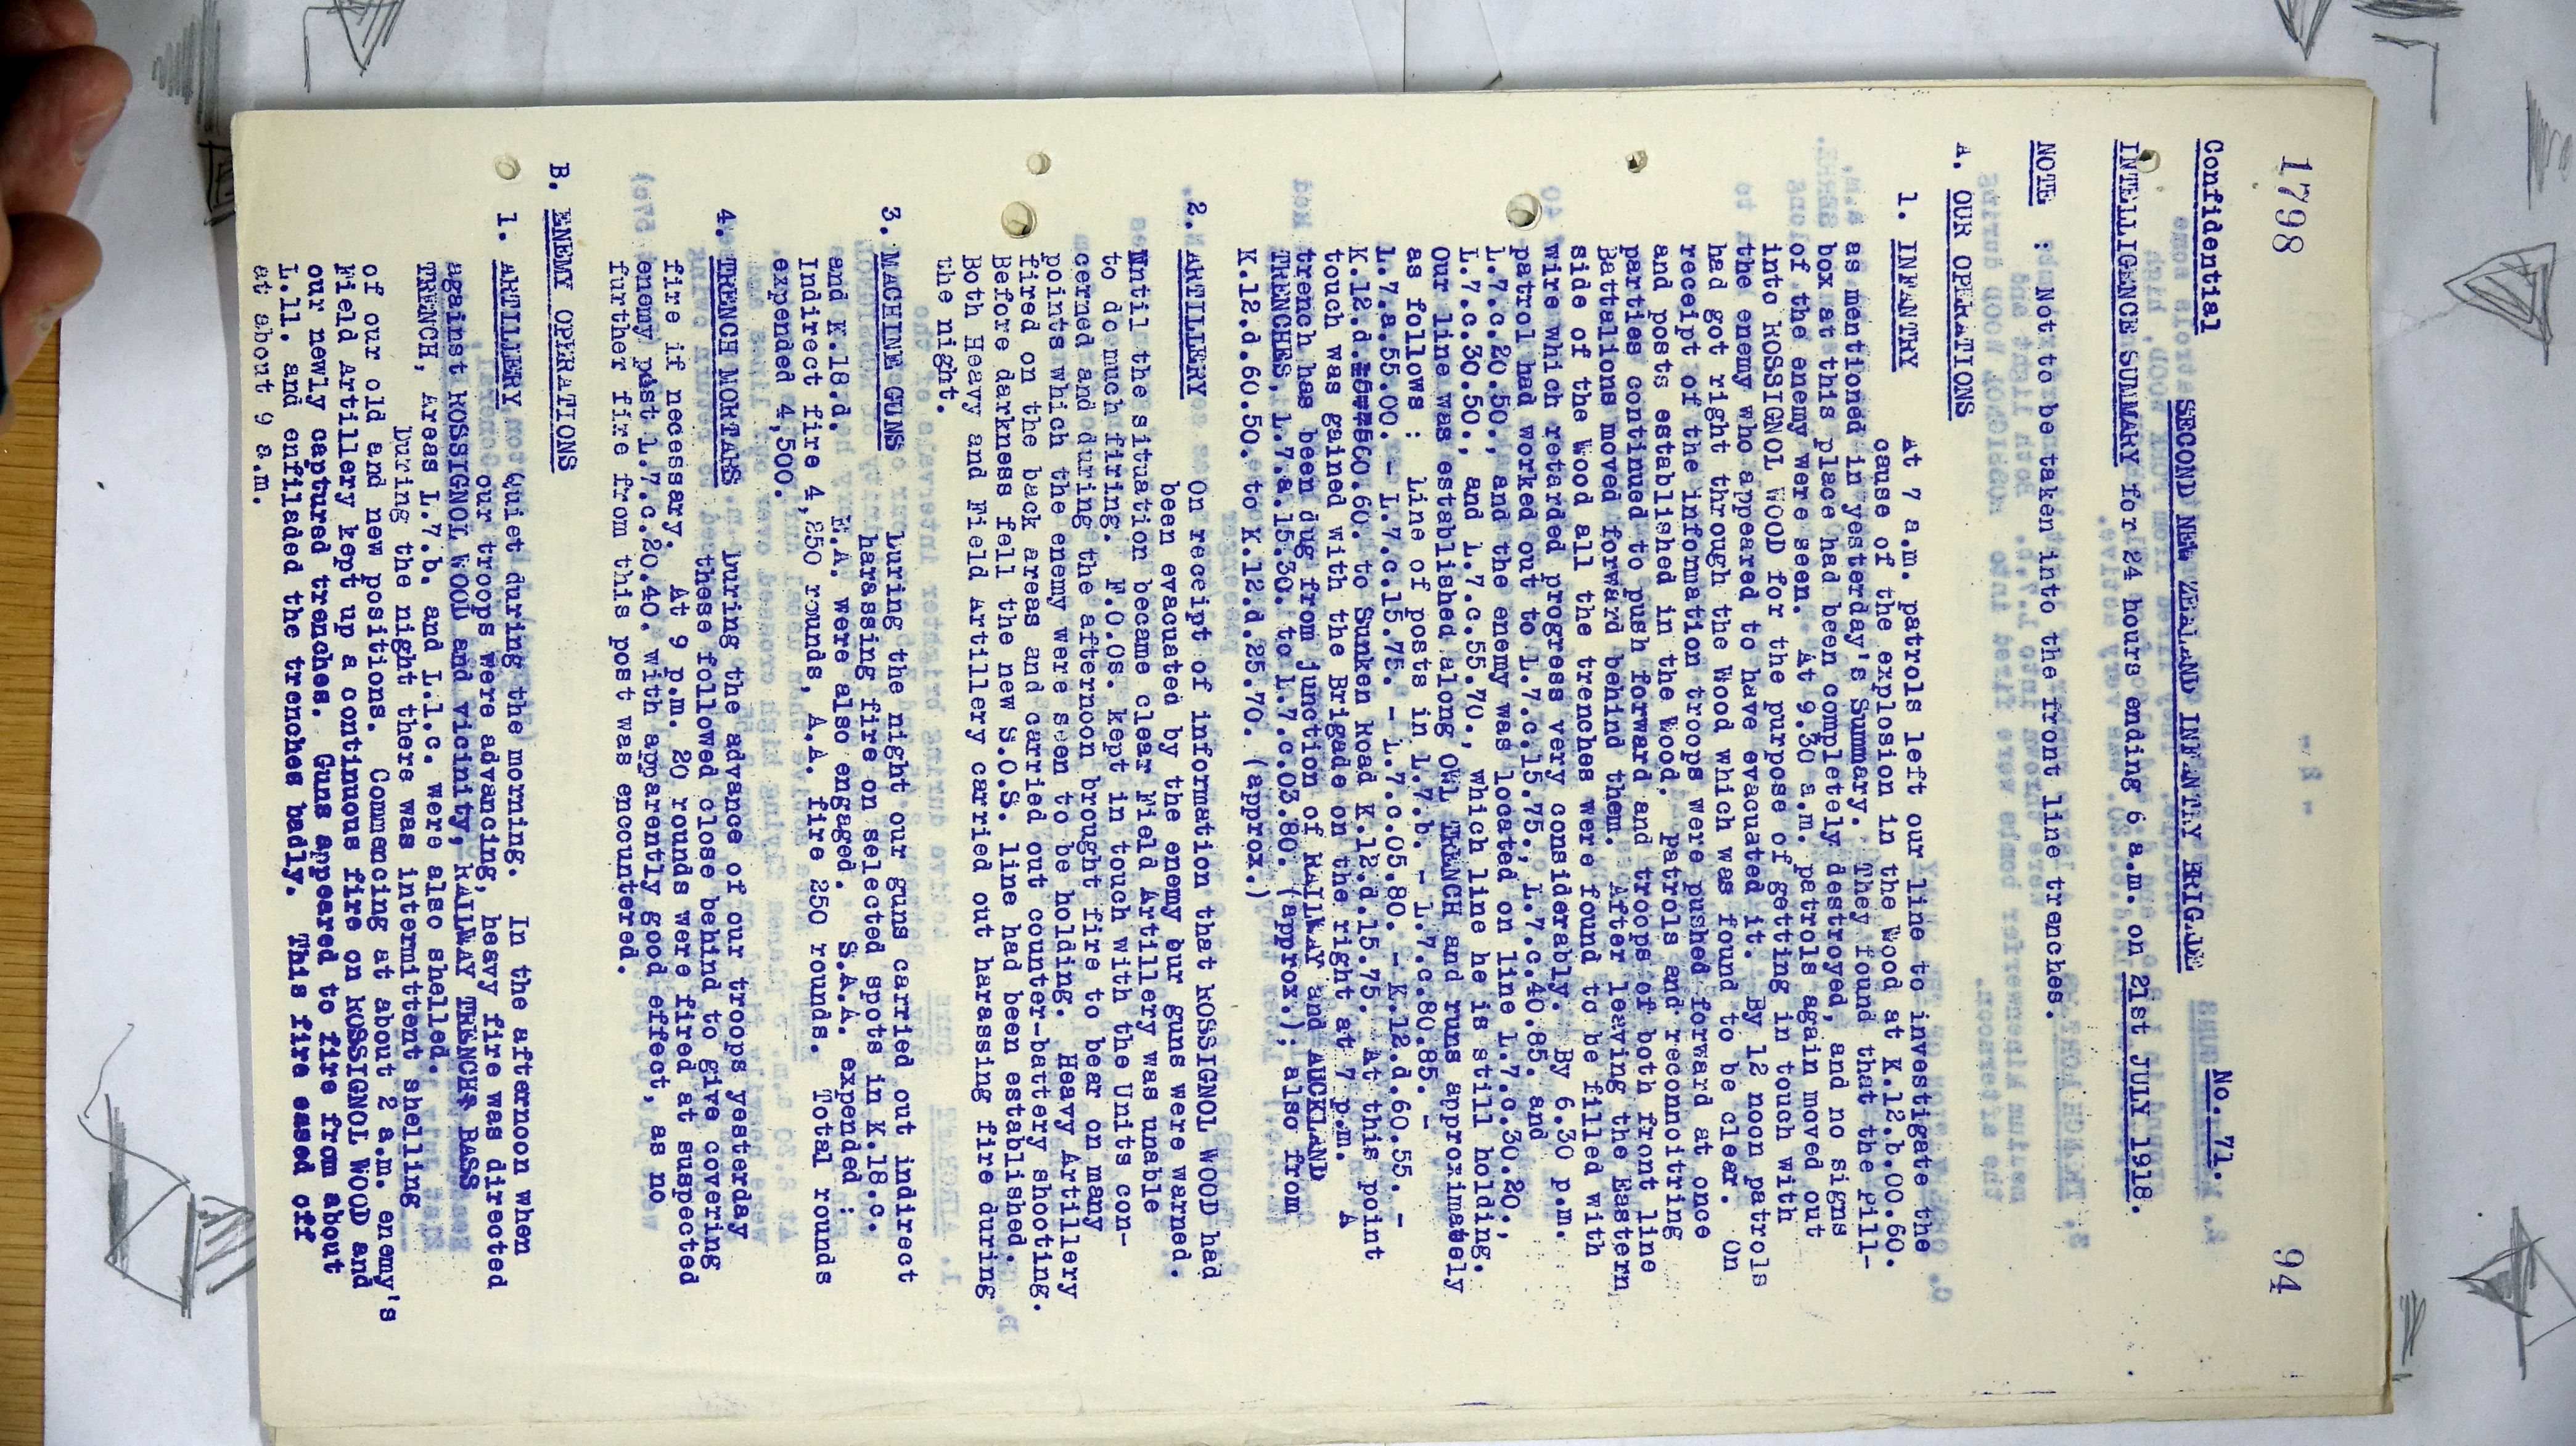 1798
94
Confidential
No. 71.
SECOND NEW ZEALAND INFANTRY BRIGADE
INTELLIGENCE SUMMARY for 24 hours ending 6 a.m. on 21st JULY 1918.
NOTE : Not to be taken into the front line trenches.
A. OUR OPERATIONS
1. INFANTRY At 7 a.m. patrols left our line to investigate the
cause of the explosion in the Wood at K.12.b.00.60.
as mentioned in yesterday's Summary. They found that the pill-
box at this place had been completely destroyed, and no signs
of the enemy were seen. At 9.30 a.m. patrols again moved out
into ROSSIGNOL WOOD for the purpose of getting in touch with
the enemy who appeared to have evacuated it. By 12 noon patrols
had got right through the Wood which was found to be clear. On
receipt of the information troops were pushed forward at once
and posts established in the Wood. Patrols and reconnoitring
parties continued to push forward and troops of both front line
Battalions moved forward behind them. After leaving the Eastern
side of the Wood all the trenches were found to be filled with
wire which retarded progress very considerably. By 6.30 p.m.
patrol had worked out to L.7.c.15.75., L.7.c.40.85. and
L.7.c.20.50., and the enemy was located on line L.7.c.30.20.,
L.7.c.30.50., and L.7.c.55.70., which line he is still holding.
Our line was established along OWL TRENCH and runs approximately
as follows : line of posts in L.7.b. - L.7.c.80.85. -
L.7.a.55.00. - L.7.c.15.75. - L.7.c.05.80. - K.12.d.60.55. -
K.12.d. 60.60. to Sunken Road K.12.d.15.75. At this point
touch was gained with the Brigade on the right at 7 p.m. A
trench has been dug from junction of RAILWAY and AUCKLAND
TRENCHES, L.7.a.15.30. to L.7.c.03.80. (approx.); also from
K.12.d.60.50. to K.12.d.25.70. (approx.)
2. ARTILLERY On receipt of information that ROSSIGNOL WOOD had
been evacuated by the enemy our guns were warned.
Until the situation became clear Field Artillery was unable
to do much firing. F.O.Os. kept in touch with the Units con-
cerned and during the afternoon brought fire to bear on many
points which the enemy were seen to be holding. Heavy Artillery
fired on the back areas and carried out counter-battery shooting.
Before darkness fell the new S.O.S. line had been established.
Both Heavy and Field Artillery carried out harassing fire during
the night.
3. MACHINE GUNS During the night our guns carried out indirect
harassing fire on selected spots in K.18.c.
and K.18.d. E.A. were also engaged. S.A.A. expended :
Indirect fire 4,250 rounds, A.A. fire 250 rounds. Total rounds
expended 4,500.
4. TRENCH MORTARS During the advance of our troops yesterday
these followed close behind to give covering
fire if necessary. At 9 p.m. 20 rounds were fired at suspected
enemy post L.7.c.20.40. with apparently good effect, as no
further fire from this post was encountered.
B. ENEMY OPERATIONS
1. ARTILLERY Quiet during the morning. In the afternoon when
our troops were advancing, heavy fire was directed
against ROSSIGNOL WOOD and vicinity, RAILWAY TRENCH, BASS
TRENCH, Areas L.7.b. and L.1.c. were also shelled.
During the night there was intermittent shelling
of our old and new positions. Commencing at about 2 a.m. enemy's
Field Artillery kept up a continuous fire on ROSSIGNOL WOOD and
our newly captured trenches. Guns appeared to fire from about
L.11. and enfiladed the trenches badly. This fire eased off
at about 9 a.m.